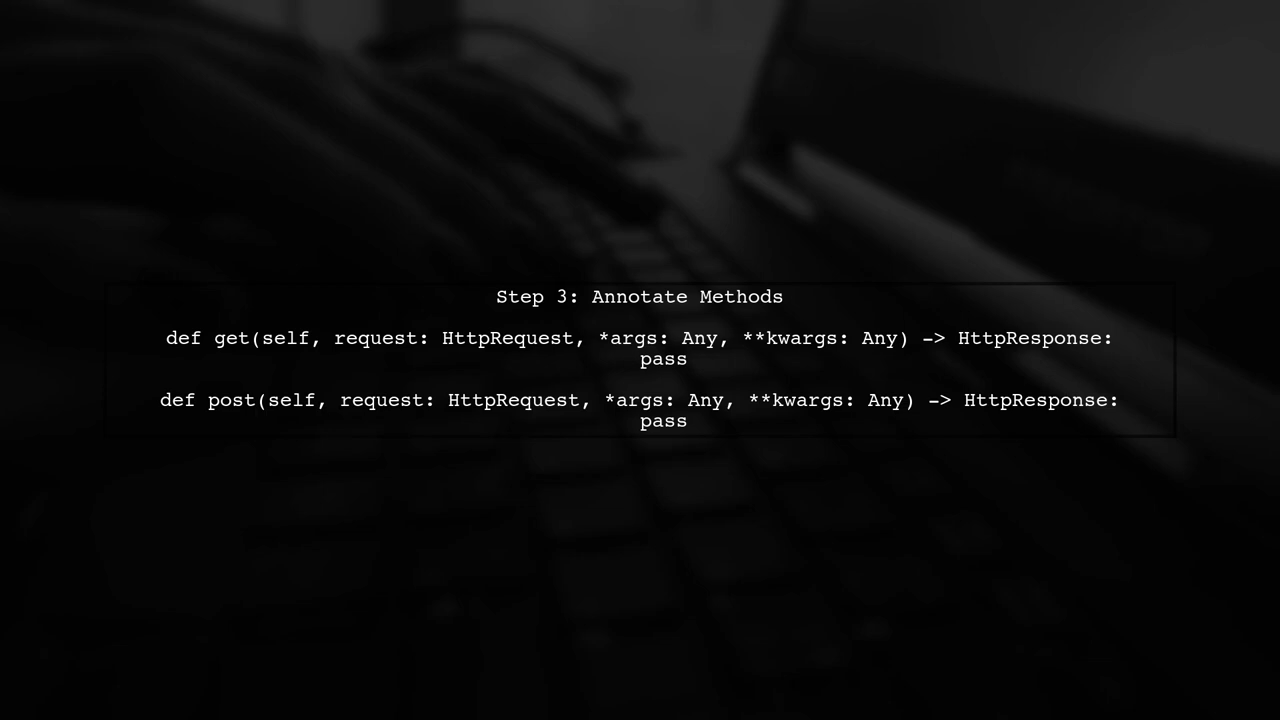 Step 3: Annotate Methods
def get(self, request: HttpRequest, *args: Any, **kwargs: Any) -> HttpResponse:
pass
def post(self, request: HttpRequest, *args: Any, **kwargs: Any) -> HttpResponse:
pass